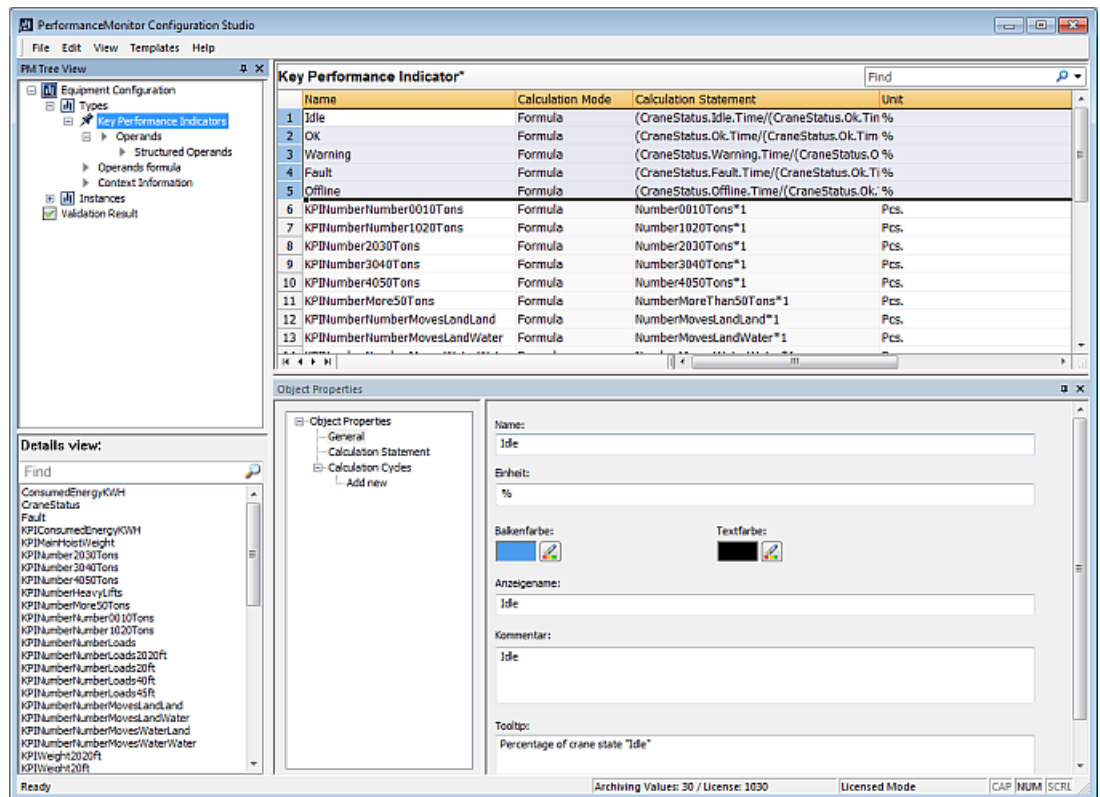 PerformanceMonitor Configuration Studio
File Edit View Templates Help
PM Tree View
Equipment Configuration
Types
Key Performance Indicators
Operands
Structured Operands
Operands formula
Context Information
Instances
Validation Result
Key Performance Indicator*
Find
Name Calculation Mode Calculation Statement Unit
1 Idle Formula (CraneStatus.Idle.Time/(CraneStatus.Ok.Tim %
2 OK Formula (CraneStatus.Ok.Time/(CraneStatus.Ok.Tim %
3 Warning Formula (CraneStatus.Warning.Time/(CraneStatus.O %
4 Fault Formula (CraneStatus.Fault.Time/(CraneStatus.Ok.Ti %
5 Offline Formula (CraneStatus.Offline.Time/(CraneStatus.Ok. %
6 KPINumberNumber0010Tons Formula Number0010Tons*1 Pcs.
7 KPINumberNumber1020Tons Formula Number1020Tons*1 Pcs.
8 KPINumber2030Tons Formula Number2030Tons*1 Pcs.
9 KPINumber3040Tons Formula Number3040Tons*1 Pcs.
10 KPINumber4050Tons Formula Number4050Tons*1 Pcs.
11 KPINumberMore50Tons Formula NumberMoreThan50Tons*1 Pcs.
12 KPINumberNumberMovesLandLand Formula NumberMovesLandLand*1 Pcs.
13 KPINumberNumberMovesLandWater Formula NumberMovesLandWater*1 Pcs.
Details view:
Find
ConsumedEnergyKWH
CraneStatus
Fault
KPIConsumedEnergyKWH
KPIMainHoistWeight
KPINumber2030Tons
KPINumber3040Tons
KPINumber4050Tons
KPINumberHeavyLifts
KPINumberMore50Tons
KPINumberNumber0010Tons
KPINumberNumber1020Tons
KPINumberNumberLoads
KPINumberNumberLoads2020ft
KPINumberNumberLoads20ft
KPINumberNumberLoads40ft
KPINumberNumberLoads45ft
KPINumberNumberMovesLandLand
KPINumberNumberMovesLandWater
KPINumberNumberMovesWaterLand
KPINumberNumberMovesWaterWater
KPIWeight2020ft
KPIWeight20ft
Object Properties
Object Properties
General
Calculation Statement
Calculation Cycles
Add new
Name:
Idle
Einheit:
%
Balkenfarbe: Textfarbe:
Anzeigename:
Idle
Kommentar:
Idle
Tooltip:
Percentage of crane state "Idle"
Ready Archiving Values: 30 / License: 1030 Licensed Mode CAP NUM SCRL